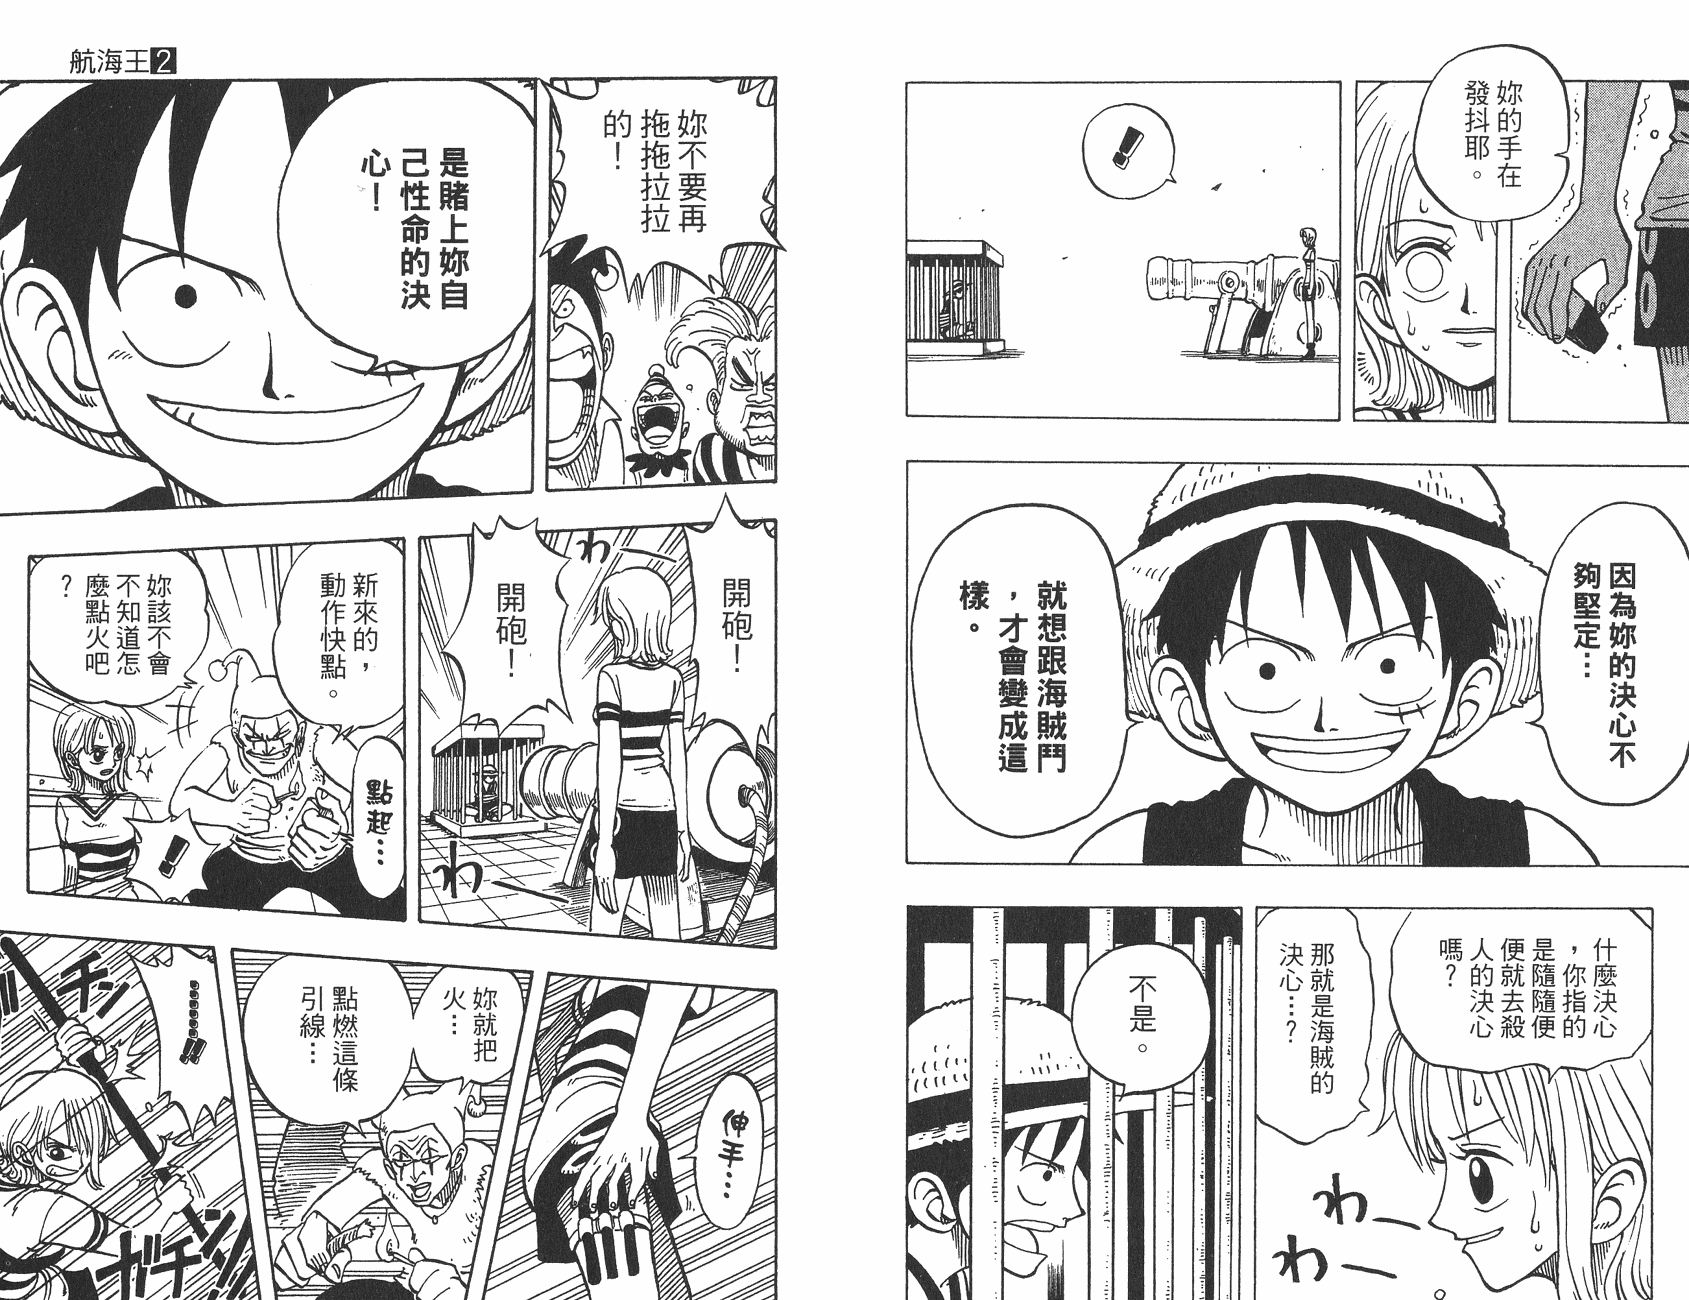 妳的手在
發抖耶。
!
因為妳的決心不
夠堅定…
就想跟海賊鬥
，才會變成這
樣。
什麼決心
，你指的
是隨隨便
便就去殺
人的決心
嗎？
那就是海賊的
決心…？
わー
わー
不是。
航海王2
妳不要再
拖拖拉拉
的！
是賭上妳自
己性命的決
心！
開砲！
わー
開砲！
わー
新來的，
動作快點。
妳該不會
不知道怎
麼點火吧
？
點起…
!
伸手…
妳就把
火…
點燃這條
引線…
………!!
ガチン
ガチン!